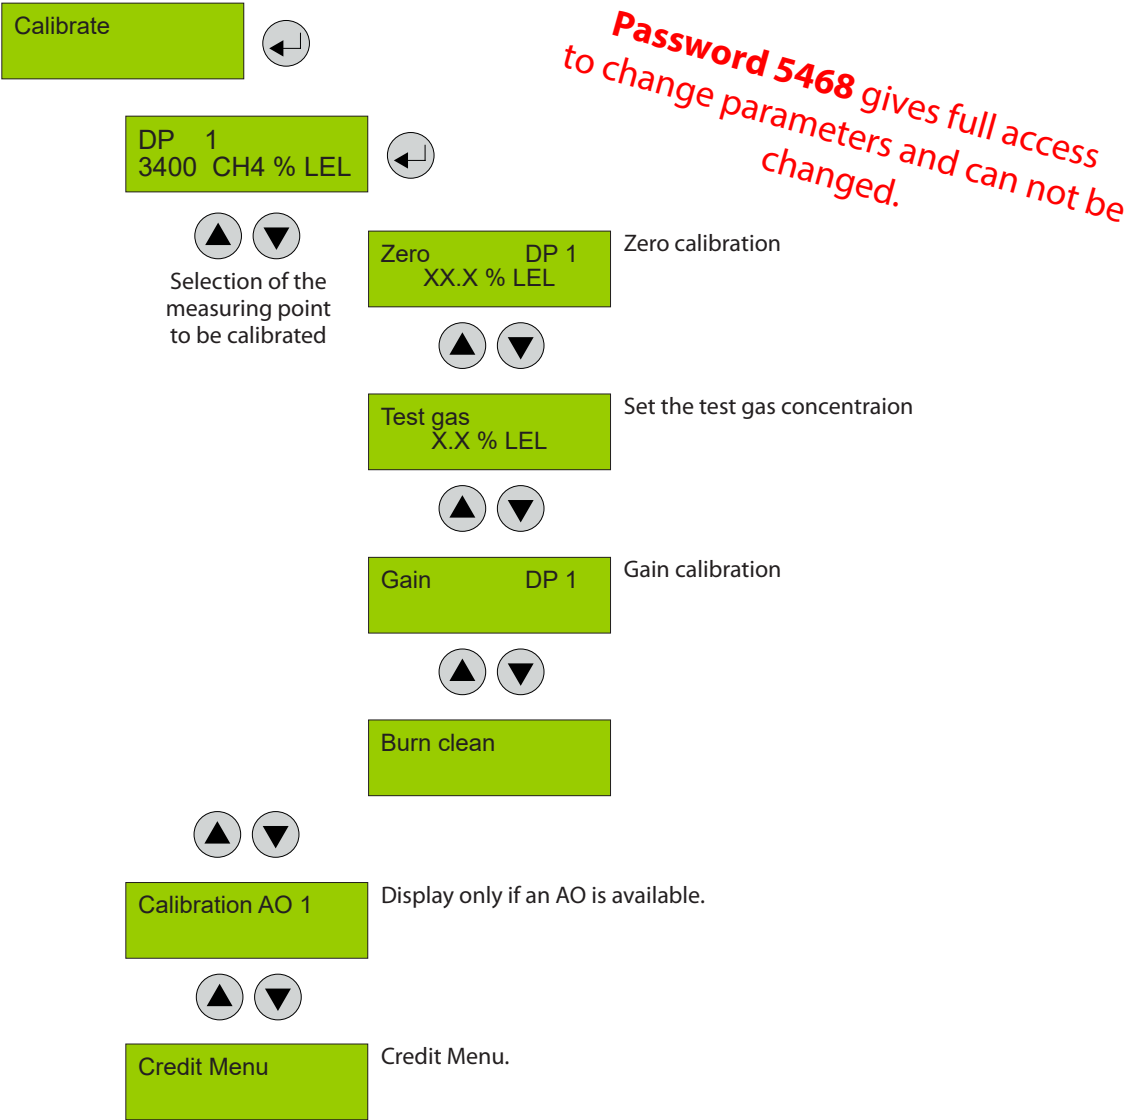 Calibrate
Password 5468 gives full access
to change parameters and can not be
changed.
DP 1
3400 CH4 % LEL
Selection of the
measuring point
to be calibrated
Zero DP 1
XX.X % LEL
Zero calibration
Test gas
X.X % LEL
Set the test gas concentraion
Gain DP 1
Gain calibration
Burn clean
Calibration AO 1
Display only if an AO is available.
Credit Menu
Credit Menu.